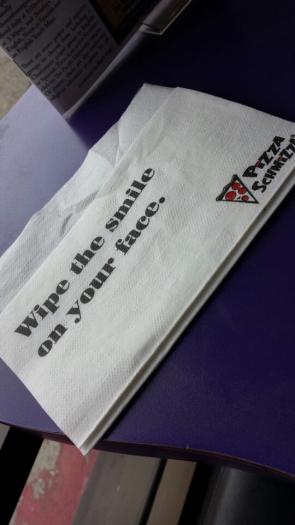 Wipe the smile
on your face.
PIZZA
SCHMIZZA